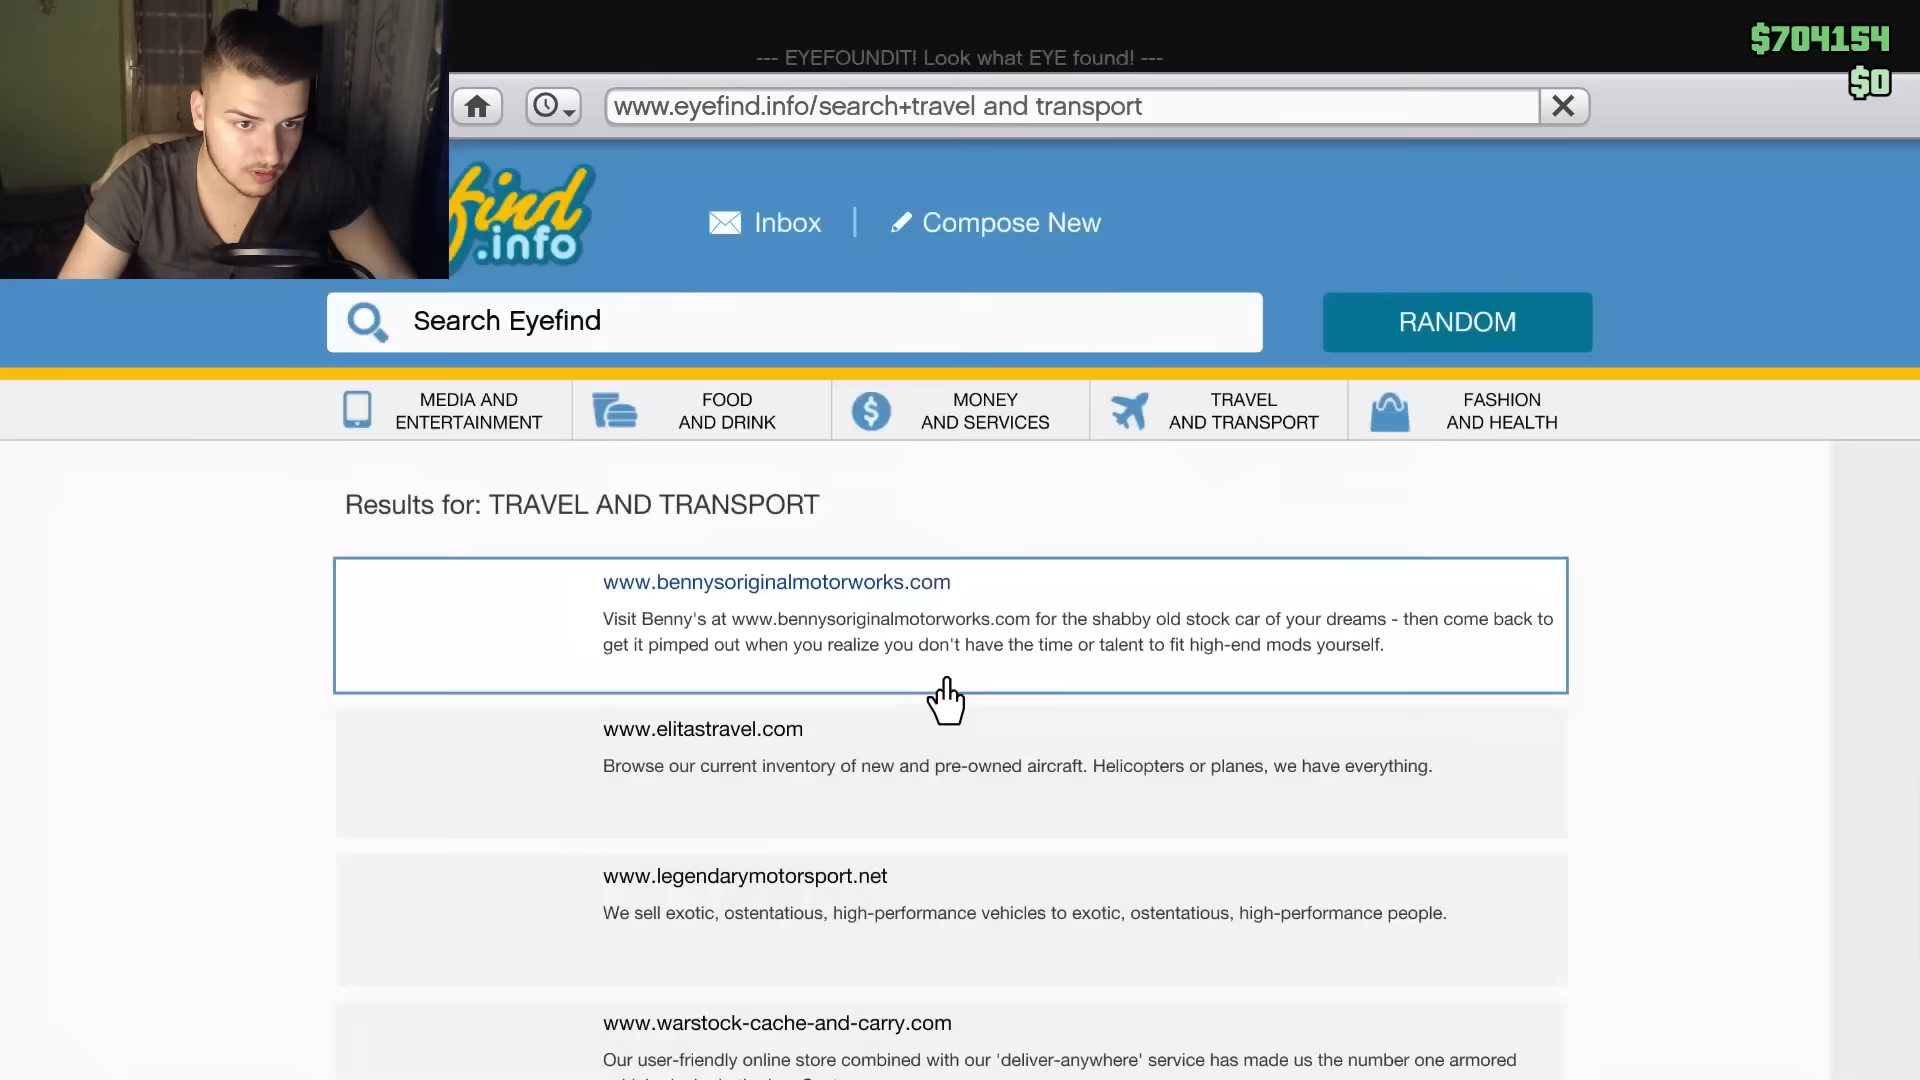 $704154
--- EYEFOUNDIT! Look what EYE found! ---
$0
www.eyefind.info/search+travel and transport
find
.info
Inbox
Compose New
Search Eyefind
RANDOM
MEDIA AND
ENTERTAINMENT
FOOD
AND DRINK
MONEY
AND SERVICES
TRAVEL
AND TRANSPORT
FASHION
AND HEALTH
Results for: TRAVEL AND TRANSPORT
www.bennysoriginalmotorworks.com
Visit Benny's at www.bennysoriginalmotorworks.com for the shabby old stock car of your dreams - then come back to
get it pimped out when you realize you don't have the time or talent to fit high-end mods yourself.
www.elitastravel.com
Browse our current inventory of new and pre-owned aircraft. Helicopters or planes, we have everything.
www.legendarymotorsport.net
We sell exotic, ostentatious, high-performance vehicles to exotic, ostentatious, high-performance people.
www.warstock-cache-and-carry.com
Our user-friendly online store combined with our 'deliver-anywhere' service has made us the number one armored